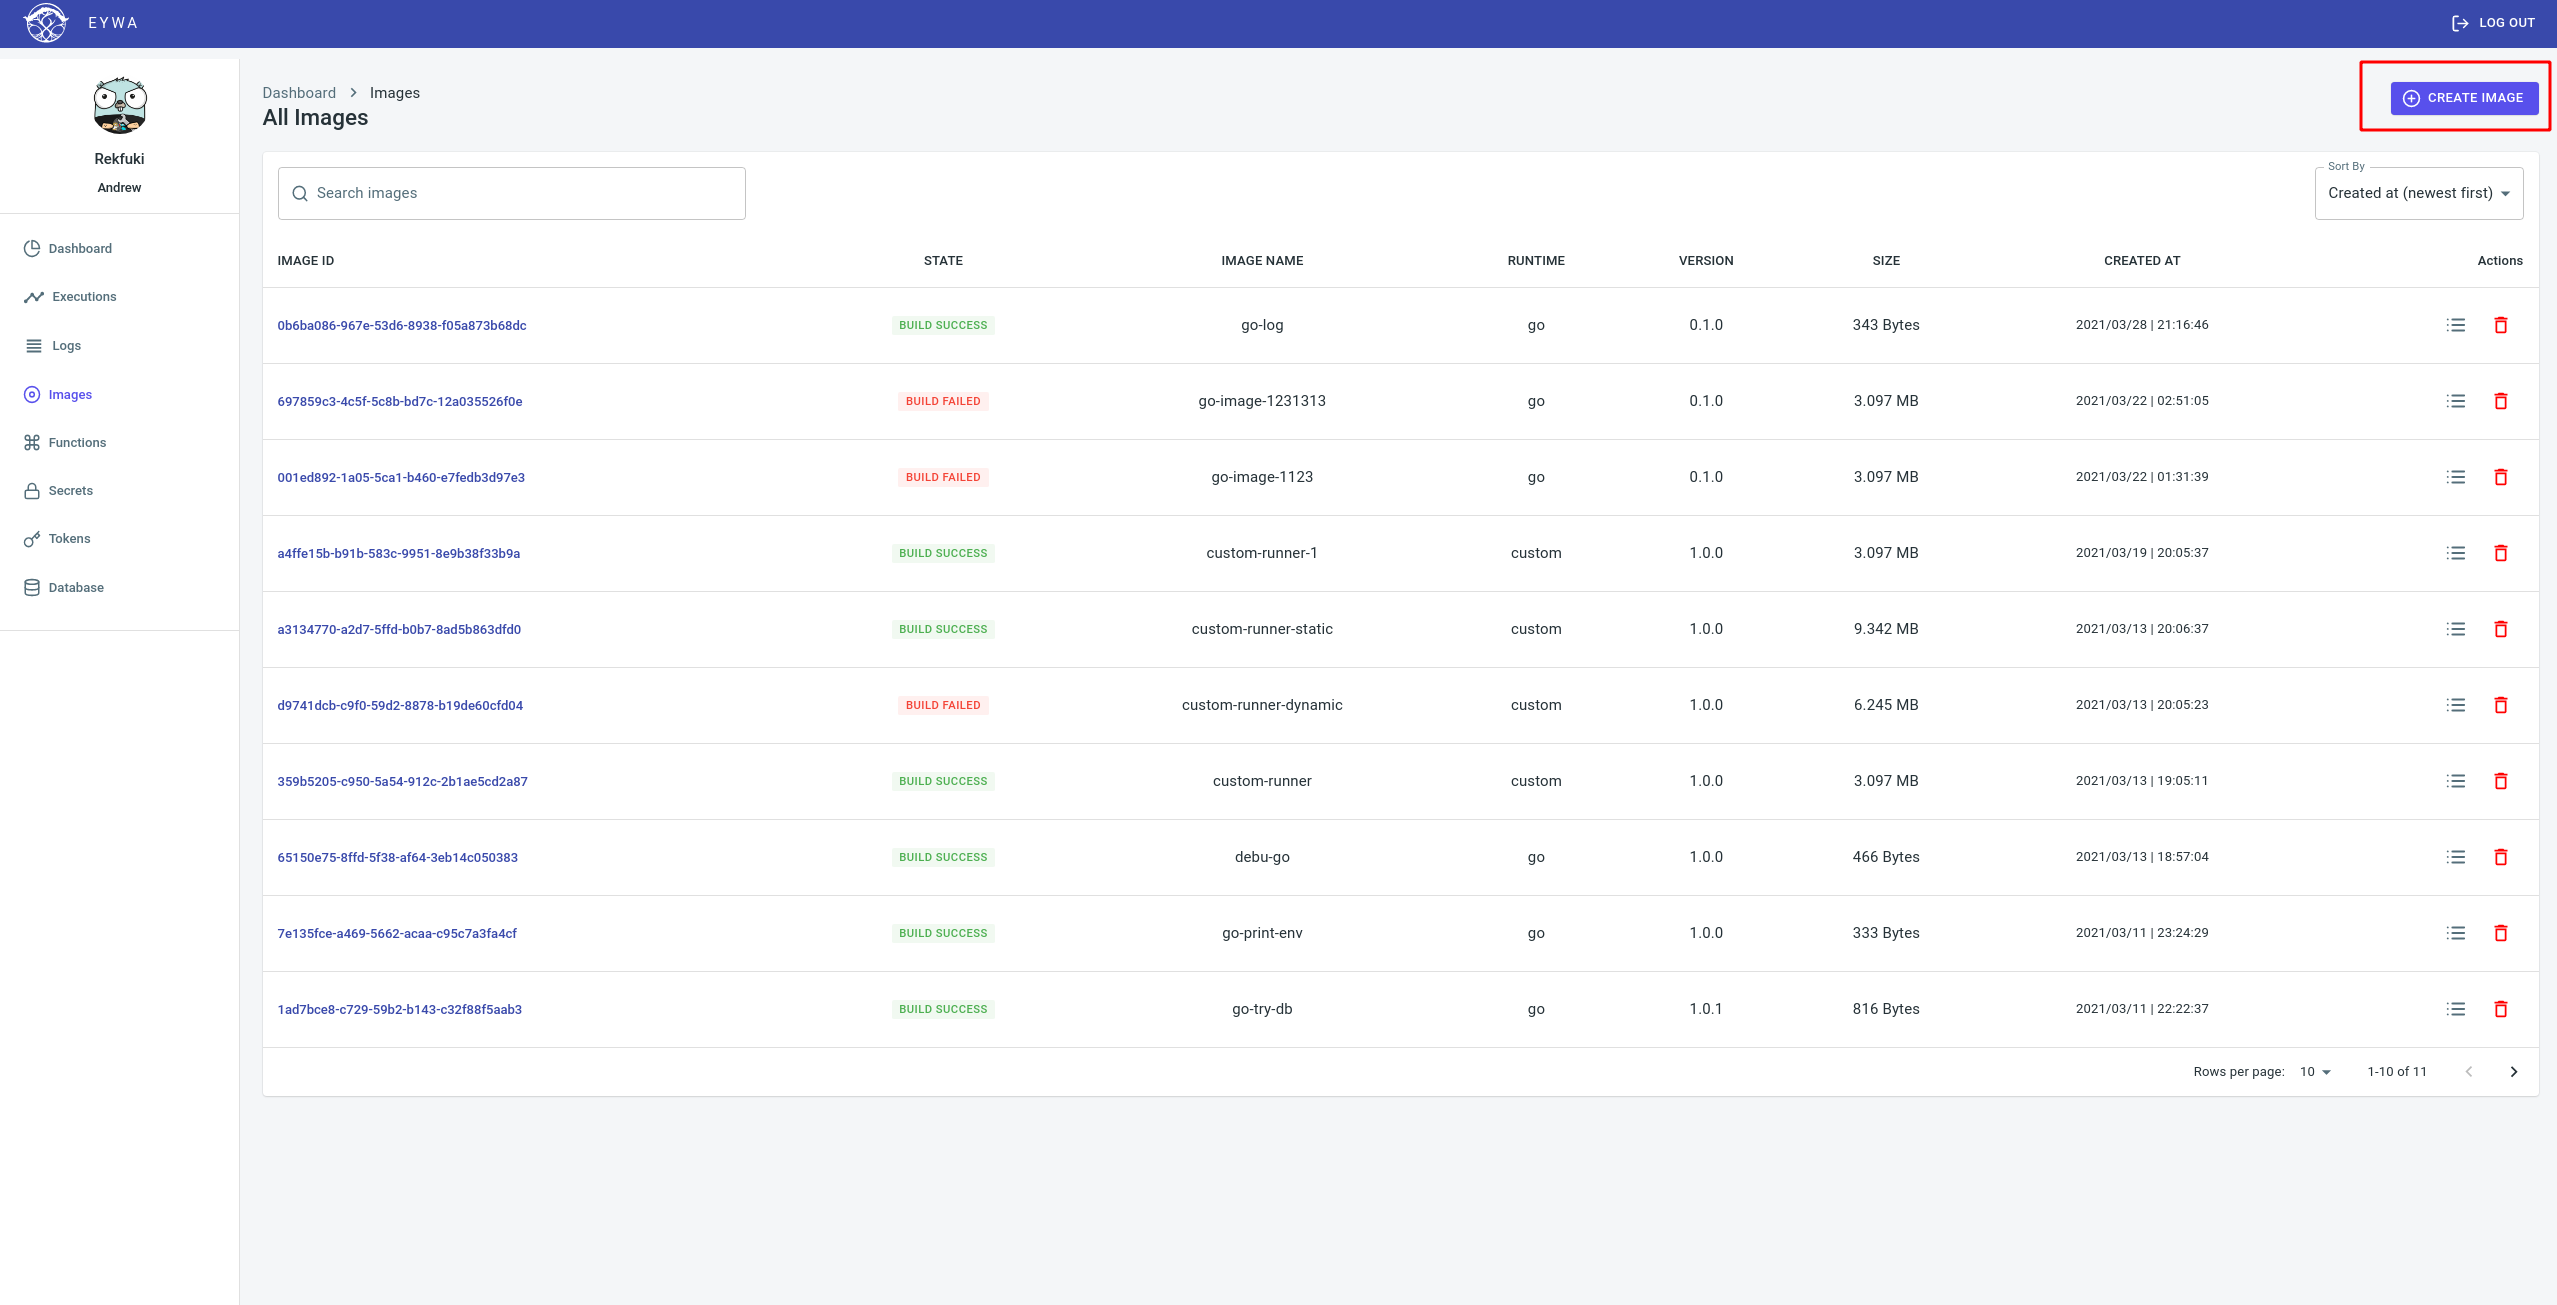 EYWA
LOG OUT
Rekfuki
Andrew
Dashboard
Executions
Logs
Images
Functions
Secrets
Tokens
Database
Dashboard > Images
All Images
CREATE IMAGE
Search images
Sort By
Created at (newest first)
IMAGE ID STATE IMAGE NAME RUNTIME VERSION SIZE CREATED AT Actions
0b6ba086-967e-53d6-8938-f05a873b68dc BUILD SUCCESS go-log go 0.1.0 343 Bytes 2021/03/28 | 21:16:46
697859c3-4c5f-5c8b-bd7c-12a035526f0e BUILD FAILED go-image-1231313 go 0.1.0 3.097 MB 2021/03/22 | 02:51:05
001ed892-1a05-5ca1-b460-e7fedb3d97e3 BUILD FAILED go-image-1123 go 0.1.0 3.097 MB 2021/03/22 | 01:31:39
a4ffe15b-b91b-583c-9951-8e9b38f33b9a BUILD SUCCESS custom-runner-1 custom 1.0.0 3.097 MB 2021/03/19 | 20:05:37
a3134770-a2d7-5ffd-b0b7-8ad5b863dfd0 BUILD SUCCESS custom-runner-static custom 1.0.0 9.342 MB 2021/03/13 | 20:06:37
d9741dcb-c9f0-59d2-8878-b19de60cfd04 BUILD FAILED custom-runner-dynamic custom 1.0.0 6.245 MB 2021/03/13 | 20:05:23
359b5205-c950-5a54-912c-2b1ae5cd2a87 BUILD SUCCESS custom-runner custom 1.0.0 3.097 MB 2021/03/13 | 19:05:11
65150e75-8ffd-5f38-af64-3eb14c050383 BUILD SUCCESS debu-go go 1.0.0 466 Bytes 2021/03/13 | 18:57:04
7e135fce-a469-5662-acaa-c95c7a3fa4cf BUILD SUCCESS go-print-env go 1.0.0 333 Bytes 2021/03/11 | 23:24:29
1ad7bce8-c729-59b2-b143-c32f88f5aab3 BUILD SUCCESS go-try-db go 1.0.1 816 Bytes 2021/03/11 | 22:22:37
Rows per page: 10 1-10 of 11